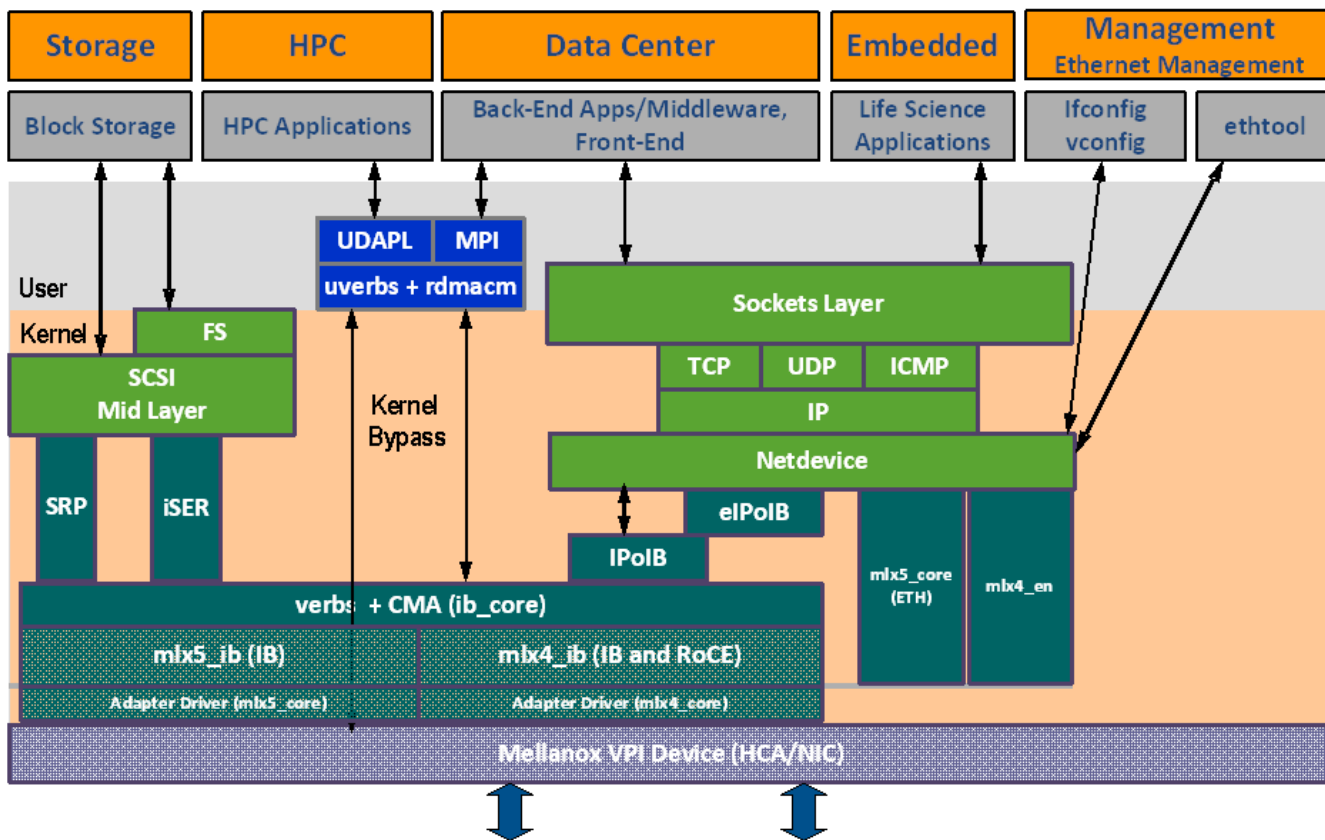 Storage
HPC
Data Center
Embedded
Management
Ethernet Management
Block Storage
HPC Applications
Back-End Apps/Middleware,
Front-End
Life Science
Applications
Ifconfig
vconfig
ethtool
UDAPL
MPI
uverbs + rdmacm
User
Kernel
FS
SCSI
Mid Layer
Sockets Layer
TCP
UDP
ICMP
IP
Kernel
Bypass
Netdevice
SRP
iSER
eIPoIB
IPoIB
mlx5_core
(ETH)
mlx4_en
verbs + CMA (ib_core)
mlx5_ib (IB)
mlx4_ib (IB and RoCE)
Adapter Driver (mlx5_core)
Adapter Driver (mlx4_core)
Mellanox VPI Device (HCA/NIC)